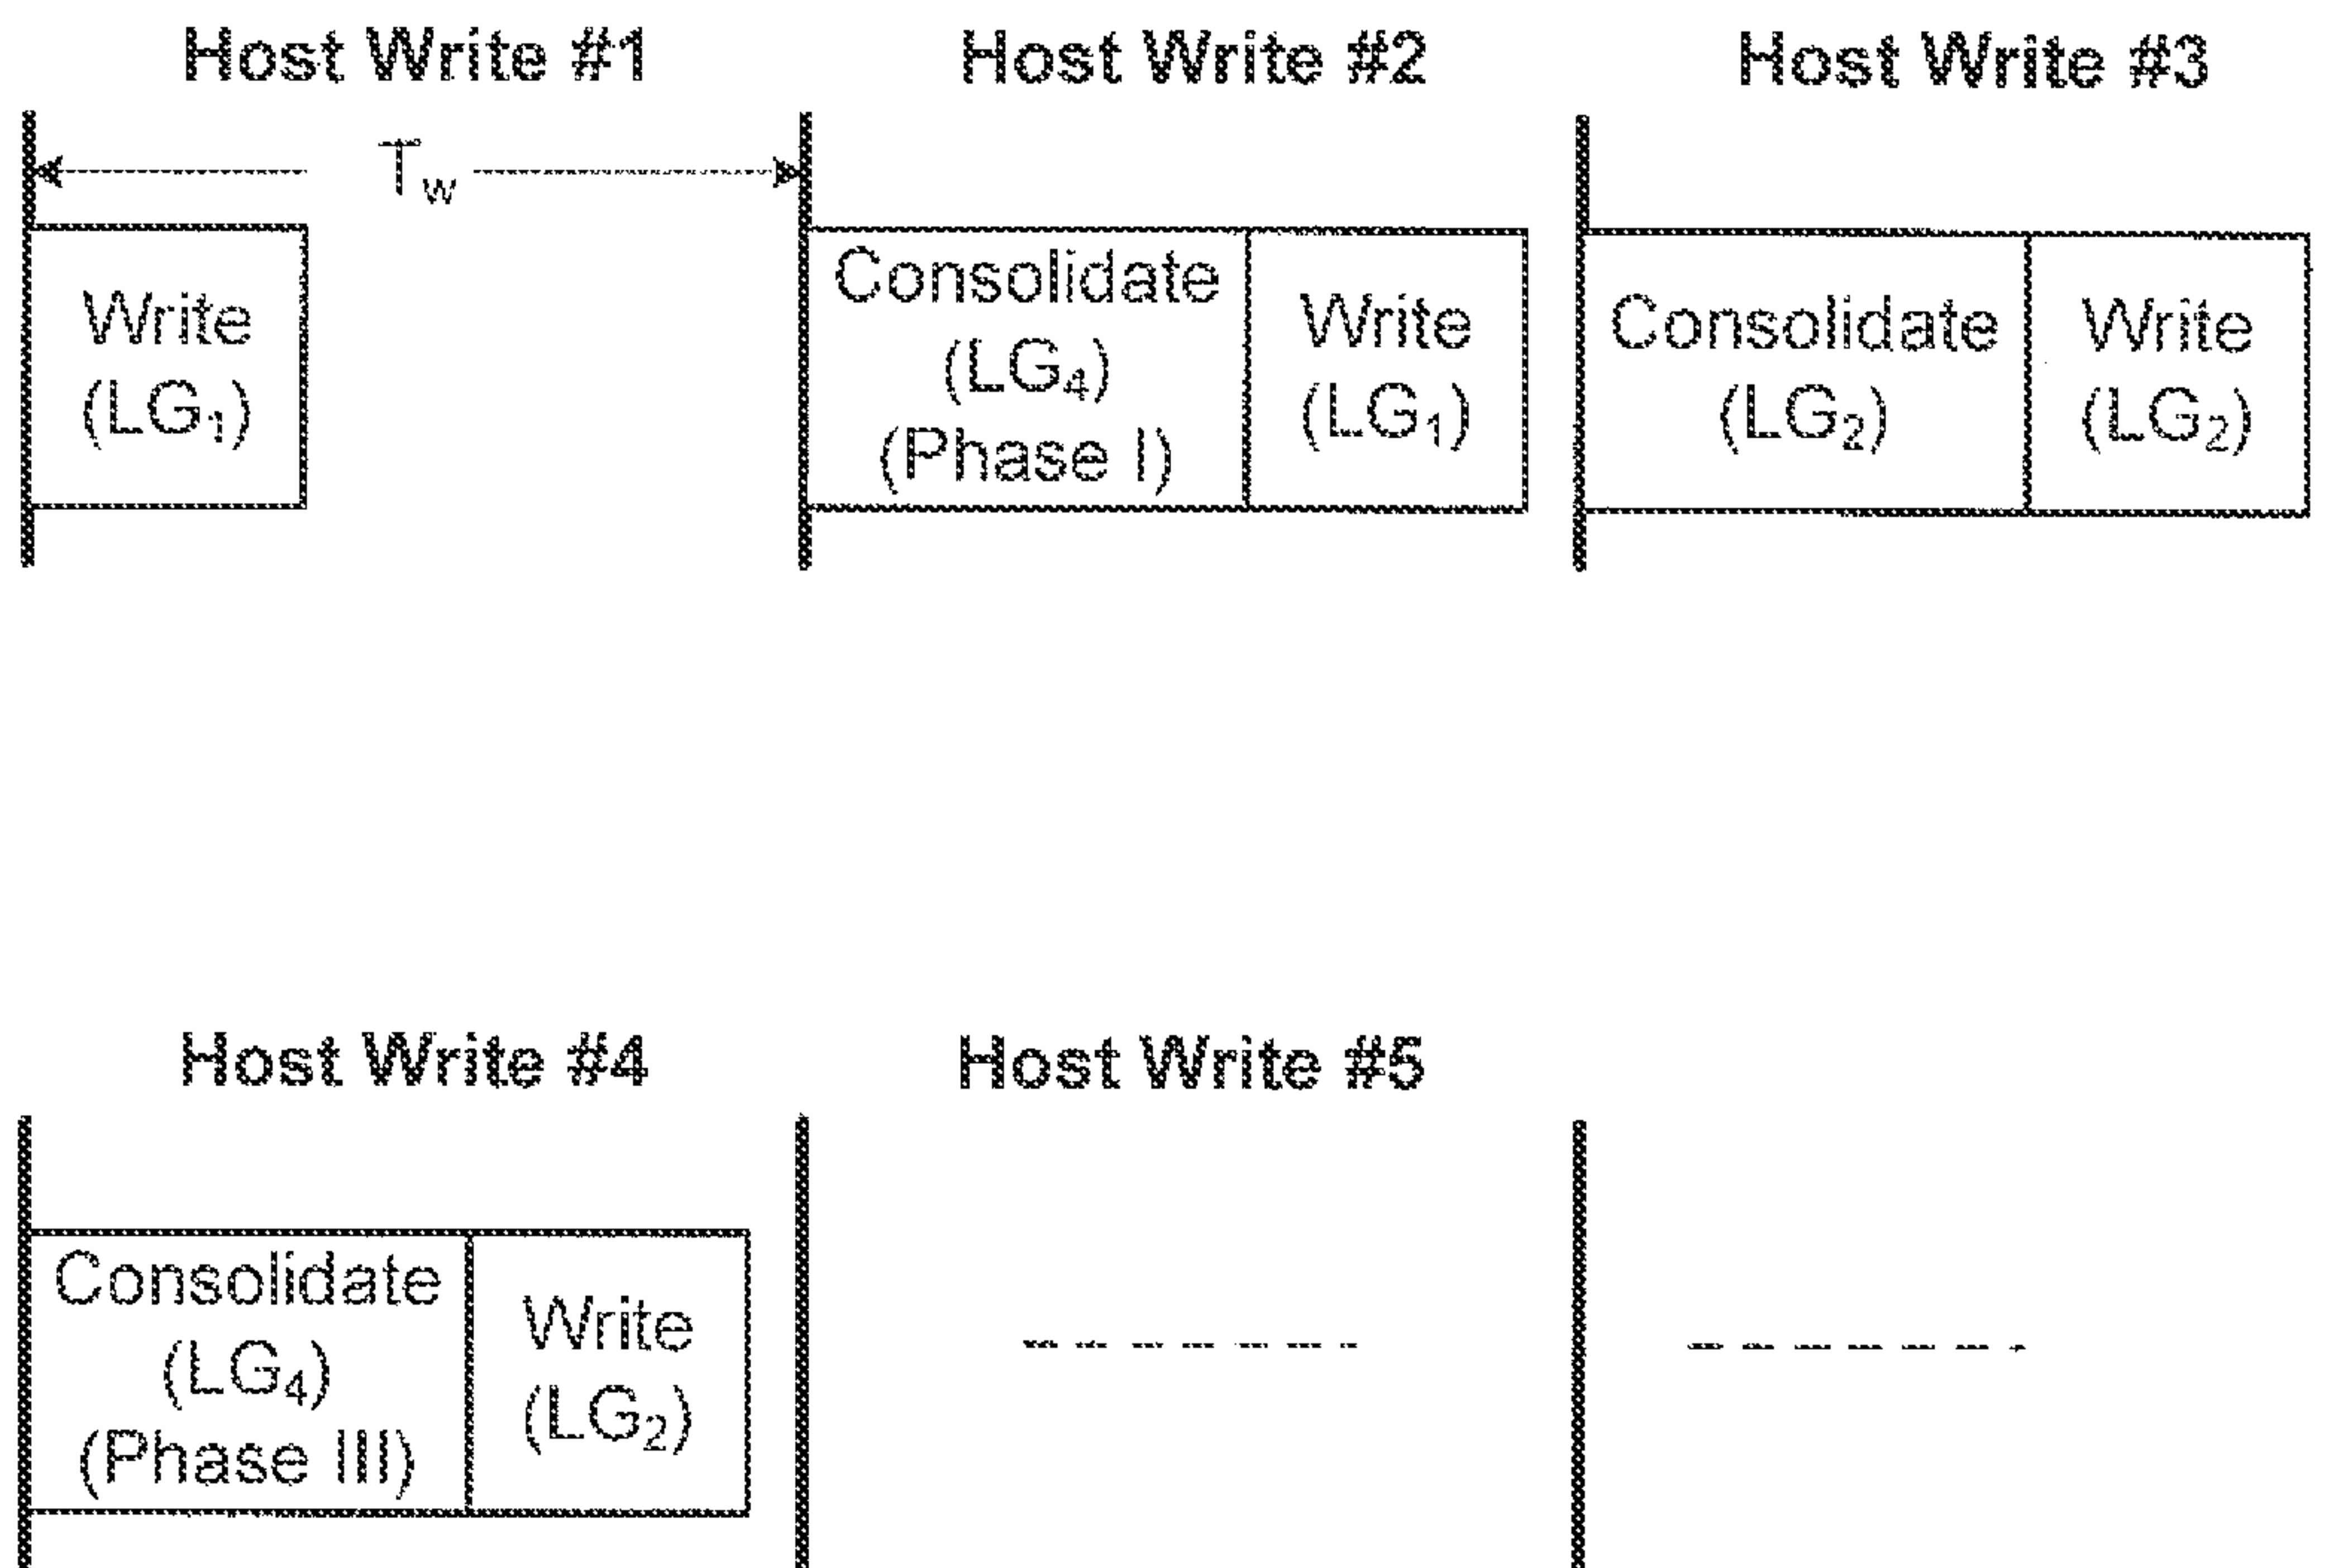 Host Write #1
Host Write #2
Host Write #3
T_w
Write
(LG₁)
Consolidate
(LG₄)
(Phase I)
Write
(LG₁)
Consolidate
(LG₂)
Write
(LG₂)
Host Write #4
Host Write #5
Consolidate
(LG₄)
(Phase III)
Write
(LG₂)